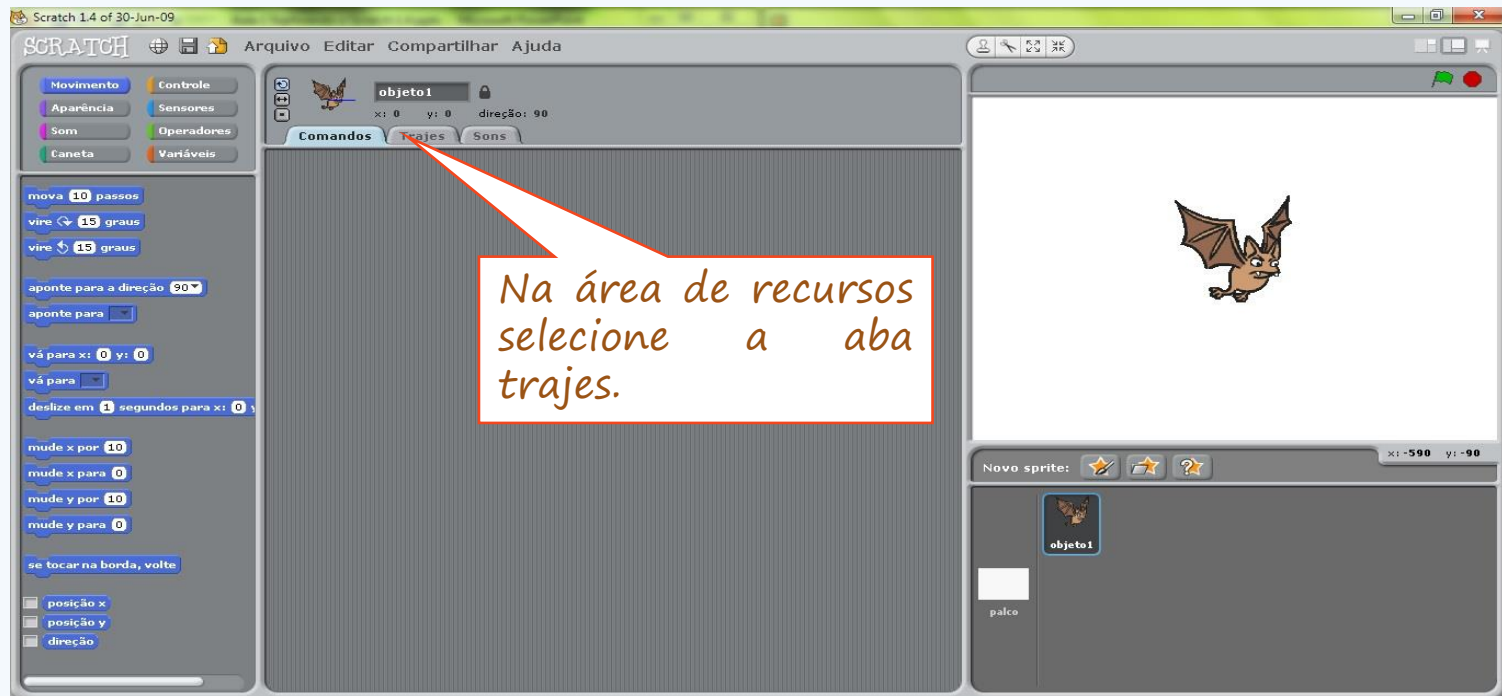 Scratch 1.4 of 30-Jun-09
SCRATCH Arquivo Editar Compartilhar Ajuda
Movimento Controle
Aparência Sensores
Som Operadores
Caneta Variáveis
objeto1
x: 0 y: 0 direção: 90
Comandos Trajes Sons
mova 10 passos
vire 15 graus
vire 15 graus
aponte para a direção 90
aponte para
vá para x: 0 y: 0
vá para
deslize em 1 segundos para x: 0 y
mude x por 10
mude x para 0
mude y por 10
mude y para 0
se tocar na borda, volte
posição x
posição y
direção
Na área de recursos
selecione a aba
trajes.
x: -590 y: -90
Novo sprite:
objeto1
palco